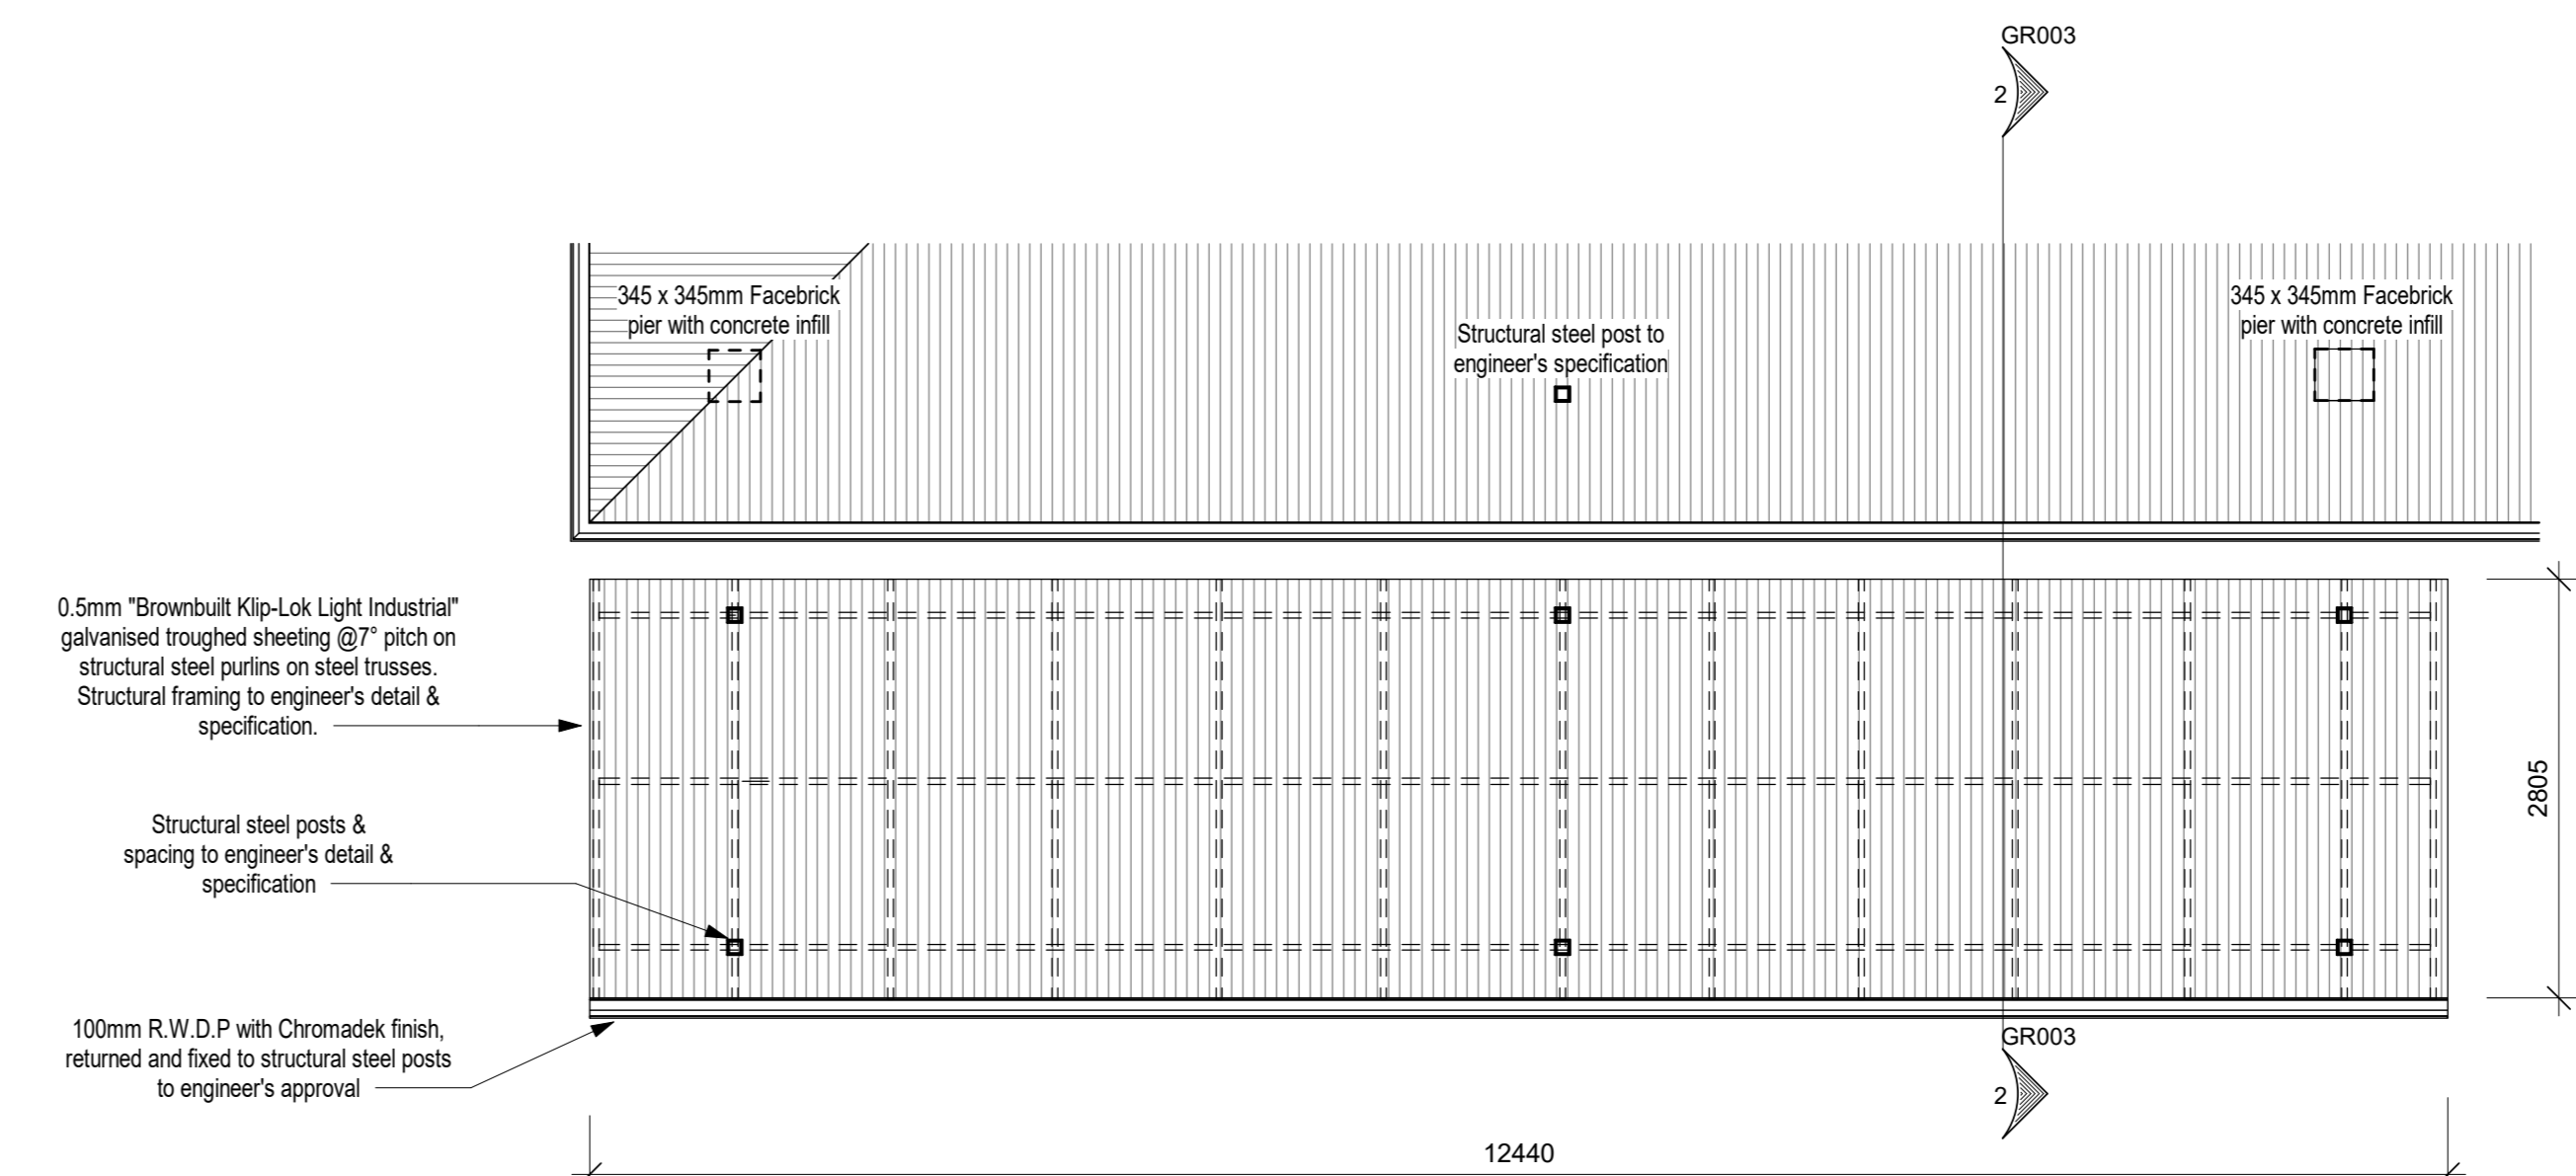 GR003
2
345 x 345mm Facebrick
pier with concrete infill
Structural steel post to
engineer's specification
345 x 345mm Facebrick
pier with concrete infill
0.5mm "Brownbuilt Klip-Lok Light Industrial"
galvanised troughed sheeting @7° pitch on
structural steel purlins on steel trusses.
Structural framing to engineer's detail &
specification.
Structural steel posts &
spacing to engineer's detail &
specification
2805
100mm R.W.D.P with Chromadek finish,
returned and fixed to structural steel posts
to engineer's approval
GR003
2
12440